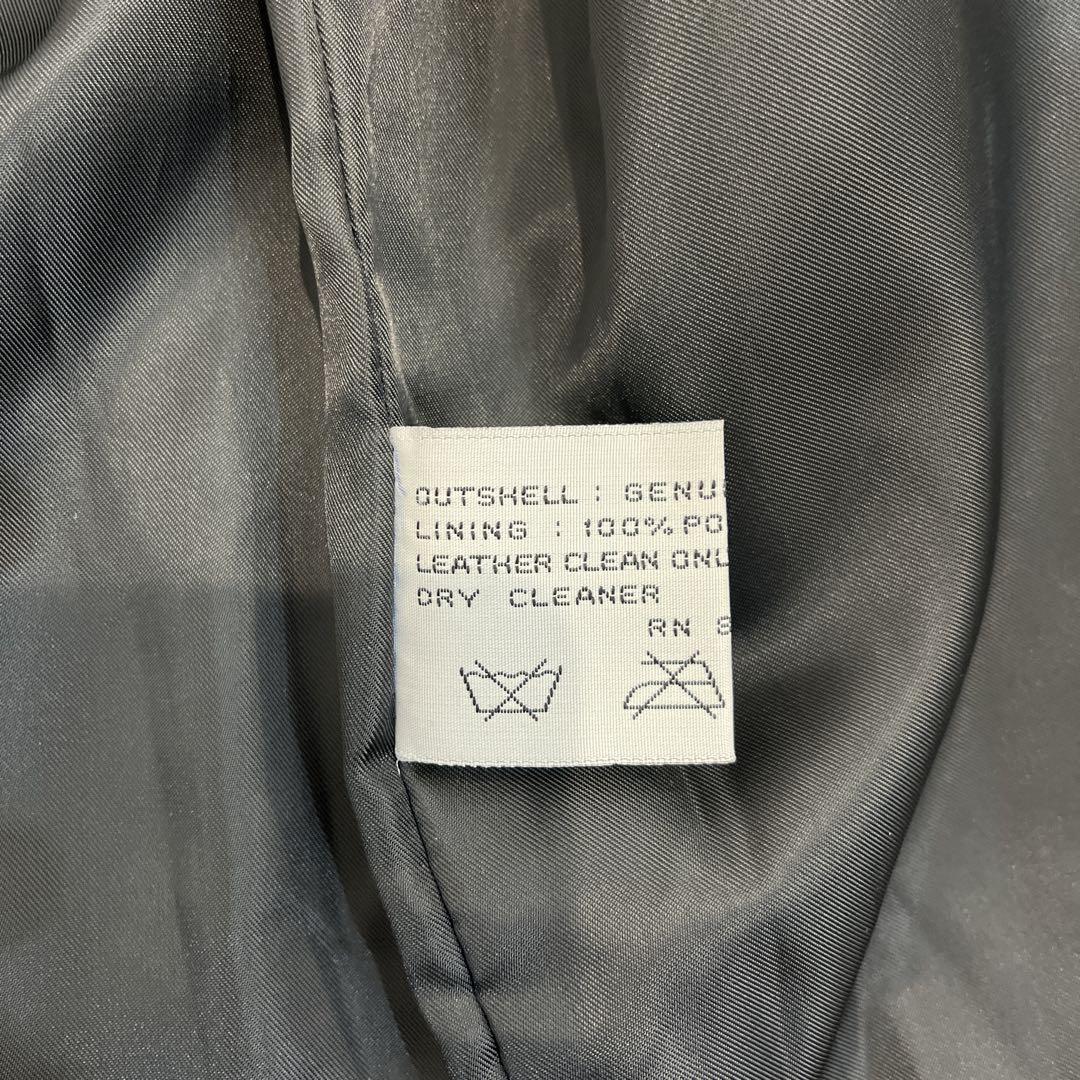 OUTSHELL : GENU
LINING : 100% PO
LEATHER CLEAN ONL
DRY CLEANER
RN